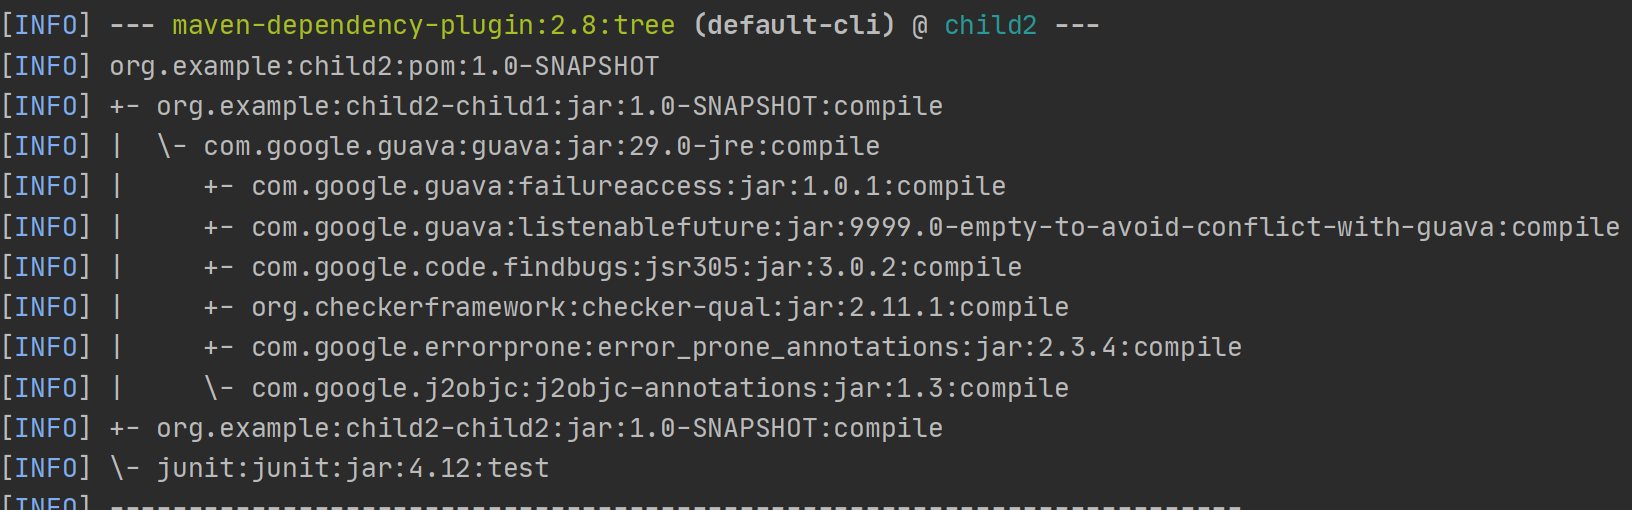 [INFO] --- maven-dependency-plugin:2.8:tree (default-cli) @ child2 ---
[INFO] org.example:child2:pom:1.0-SNAPSHOT
[INFO] +- org.example:child2-child1:jar:1.0-SNAPSHOT:compile
[INFO] |  \- com.google.guava:guava:jar:29.0-jre:compile
[INFO] |     +- com.google.guava:failureaccess:jar:1.0.1:compile
[INFO] |     +- com.google.guava:listenablefuture:jar:9999.0-empty-to-avoid-conflict-with-guava:compile
[INFO] |     +- com.google.code.findbugs:jsr305:jar:3.0.2:compile
[INFO] |     +- org.checkerframework:checker-qual:jar:2.11.1:compile
[INFO] |     +- com.google.errorprone:error_prone_annotations:jar:2.3.4:compile
[INFO] |     \- com.google.j2objc:j2objc-annotations:jar:1.3:compile
[INFO] +- org.example:child2-child2:jar:1.0-SNAPSHOT:compile
[INFO] \- junit:junit:jar:4.12:test
[INFO] ------------------------------------------------------------------------